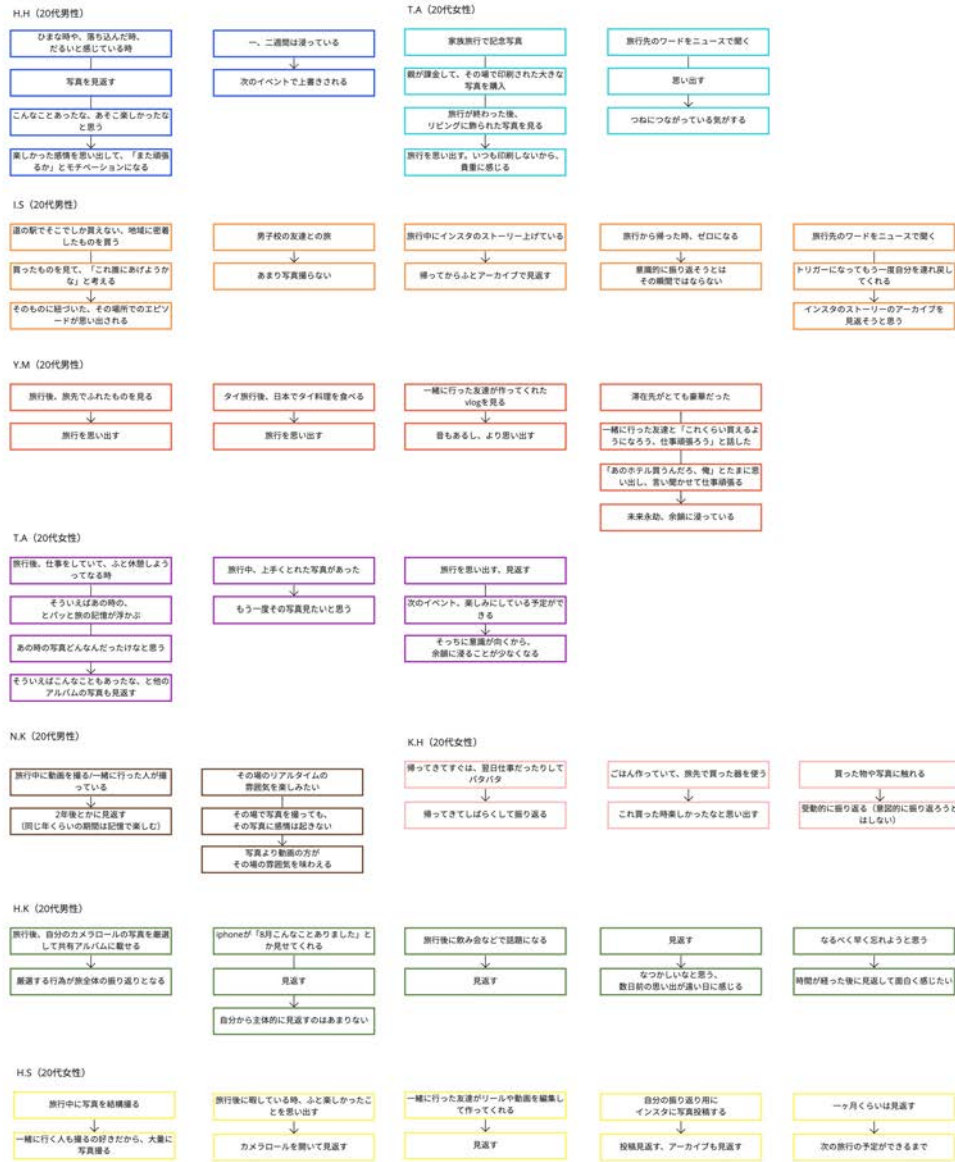 H.H（20代男性）
ひまな時や、落ち込んだ時、
だるいと感じている時
写真を見返す
こんなことあったな、あそこ楽しかったな
と思う
楽しかった感情を思い出して、「また頑張
るか」とモチベーションになる
一、二週間は浸っている
次のイベントで上書きされる
T.A（20代女性）
家族旅行で記念写真
親が課金して、その場で印刷された大きな
写真を購入
旅行が終わった後、
リビングに飾られた写真を見る
旅行を思い出す。いつも印刷しないから、
貴重に感じる
旅行先のワードをニュースで聞く
思い出す
つねにつながっている気がする
I.S（20代男性）
道の駅でそこでしか買えない、地域に密着
したものを買う
買ったものを見て、「これ誰にあげようか
な」と考える
そのものに紐づいた、その場所でのエピソ
ードが思い出される
男子校の友達との旅
あまり写真撮らない
旅行中にインスタのストーリー上げている
帰ってからふとアーカイブで見返す
旅行から帰った時、ゼロになる
意識的に振り返そうとは
その瞬間ではならない
旅行先のワードをニュースで聞く
トリガーになってもう一度自分を連れ戻し
てくれる
インスタのストーリーのアーカイブを
見返そうと思う
Y.M（20代男性）
旅行後、旅先でふれたものを見る
旅行を思い出す
タイ旅行後、日本でタイ料理を食べる
旅行を思い出す
一緒に行った友達が作ってくれた
vlogを見る
音もあるし、より思い出す
滞在先がとても豪華だった
一緒に行った友達と「これくらい買えるよ
うになろう、仕事頑張ろう」と話した
「あのホテル買うんだろ、俺」とたまに思
い出し、言い聞かせて仕事頑張る
未来永劫、余韻に浸っている
T.A（20代女性）
旅行後、仕事をしていて、ふと休憩しよう
ってなる時
そういえばあの時の、
とパッと旅の記憶が浮かぶ
あの時の写真どんなんだったけなと思う
そういえばこんなこともあったな、と他の
アルバムの写真も見返す
旅行中、上手くとれた写真があった
もう一度その写真見たいと思う
旅行を思い出す、見返す
次のイベント、楽しみにしている予定がで
きる
そっちに意識が向くから、
余韻に浸ることが少なくなる
N.K（20代男性）
旅行中に動画を撮る/一緒に行った人が撮
っている
2年後とかに見返す
（同じ年くらいの期間は記憶で楽しむ）
その場のリアルタイムの
雰囲気を楽しみたい
その場で写真を撮っても、
その写真に感情は起きない
写真より動画の方が
その場の雰囲気を味わえる
K.H（20代女性）
帰ってきてすぐは、翌日仕事だったりして
バタバタ
帰ってきてしばらくして振り返る
ごはん作っていて、旅先で買った器を使う
これ買った時楽しかったなと思い出す
買った物や写真に触れる
受動的に振り返る（意図的に振り返ろうと
はしない）
H.K（20代男性）
旅行後、自分のカメラロールの写真を厳選
して共有アルバムに載せる
厳選する行為が旅全体の振り返りとなる
iphoneが「8月こんなことありました」と
か見せてくれる
見返す
自分から主体的に見返すのはあまりない
旅行後に飲み会などで話題になる
見返す
見返す
なつかしいなと思う、
数日前の思い出が遠い日に感じる
なるべく早く忘れようと思う
時間が経った後に見返して面白く感じたい
H.S（20代女性）
旅行中に写真を結構撮る
一緒に行く人も撮るの好きだから、大量に
写真撮る
旅行後に暇している時、ふと楽しかったこ
とを思い出す
カメラロールを開いて見返す
一緒に行った友達がリールや動画を編集し
て作ってくれる
見返す
自分の振り返り用に
インスタに写真投稿する
投稿見返す、アーカイブも見返す
一ヶ月くらいは見返す
次の旅行の予定ができるまで